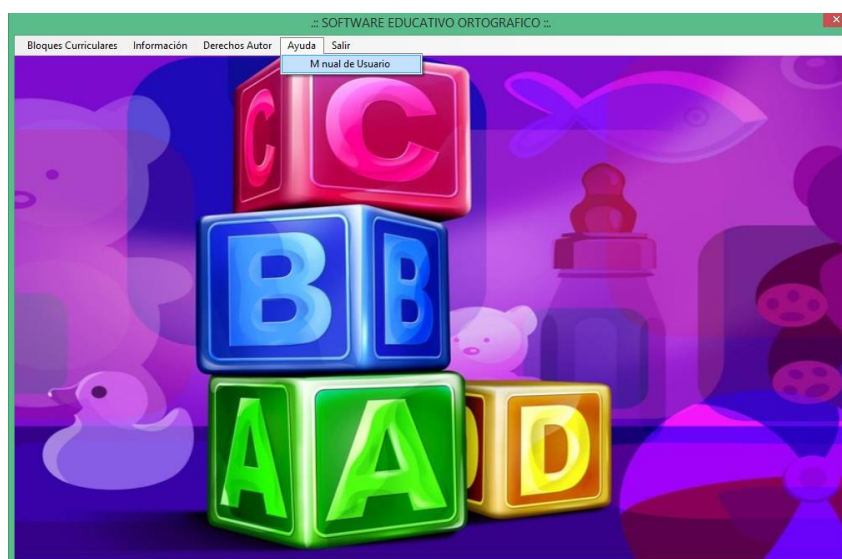 .:: SOFTWARE EDUCATIVO ORTOGRAFICO ::.
Bloques Curriculares Información Derechos Autor Ayuda Salir
M nual de Usuario
C C
B B
A A D D